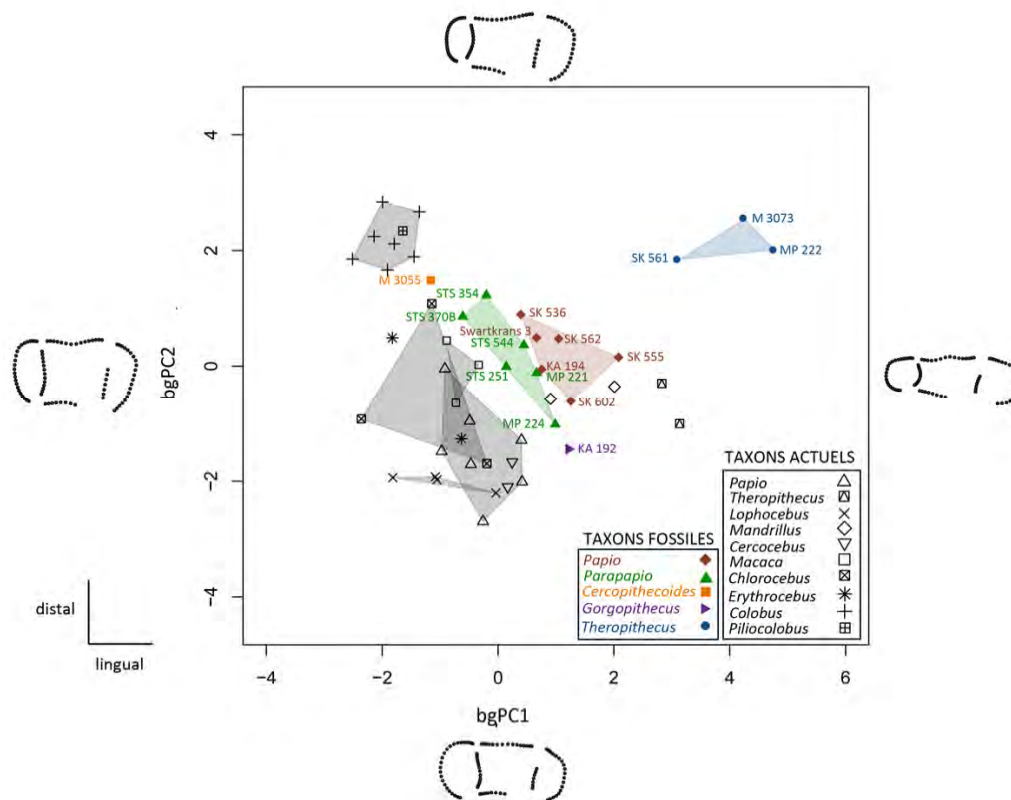 4
2
0
−2
−4
bgPC2
M 3073
SK 561
MP 222
M 3055
STS 354
STS 370B
SK 536
Swartkrans 3
SK 562
STS 544
SK 555
STS 251
KA 194
MP 221
SK 602
MP 224
KA 192
TAXONS ACTUELS
Papio
Theropithecus
Lophocebus
Mandrillus
Cercocebus
Macaca
Chlorocebus
Erythrocebus
Colobus
Piliocolobus
TAXONS FOSSILES
Papio
Parapapio
Cercopithecoides
Gorgopithecus
Theropithecus
distal
lingual
−4 −2 0 2 4 6
bgPC1